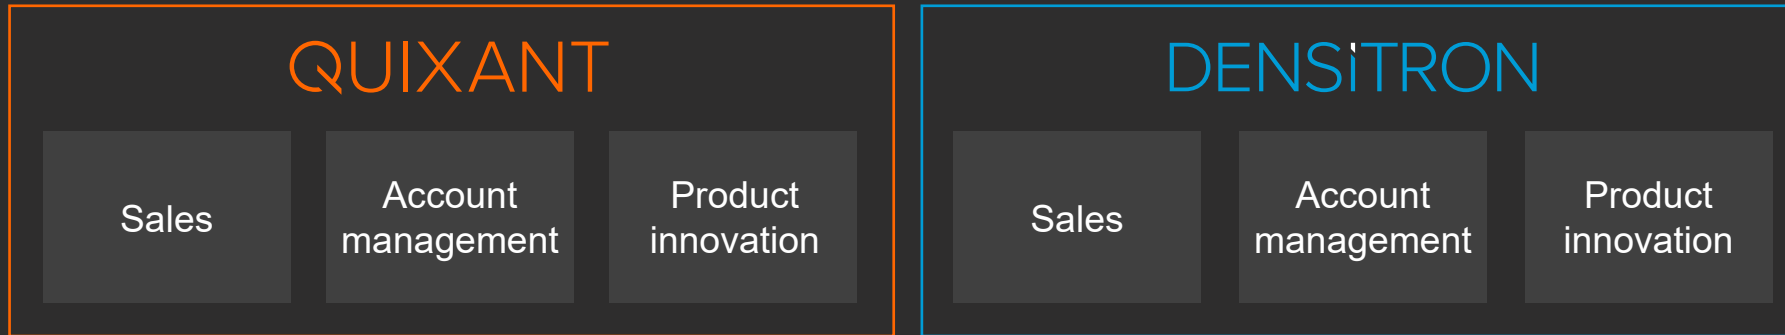 QUIXANT
Sales
Account
management
Product
innovation
DENSiTRON
Sales
Account
management
Product
innovation